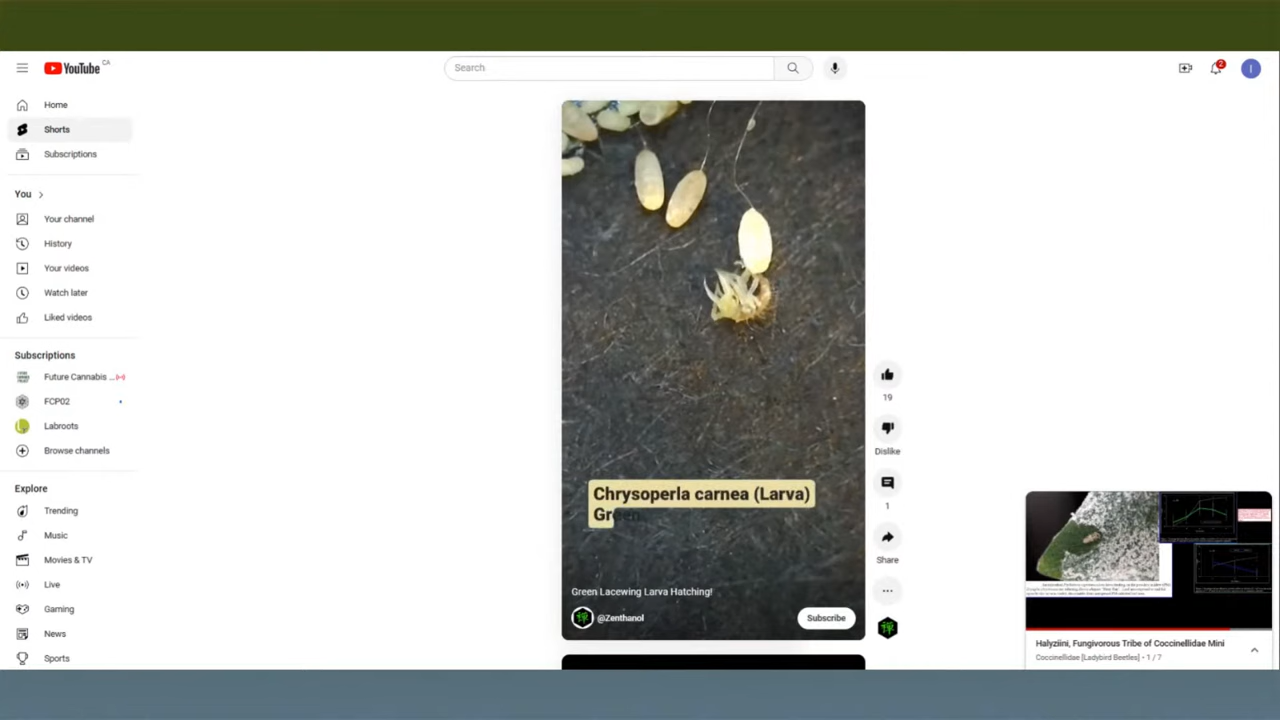 YouTube CA
Search
2
I
Home
Shorts
Subscriptions
You
Your channel
History
Your videos
Watch later
Liked videos
Subscriptions
Future Cannabis ...
FCP02
Labroots
Browse channels
Explore
Trending
Music
Movies & TV
Live
Gaming
News
Sports
Chrysoperla carnea (Larva)
Green
Green Lacewing Larva Hatching!
@Zenthanol
Subscribe
19
Dislike
1
Share
Halyziini, Fungivorous Tribe of Coccinellidae Mini
Coccinellidae [Ladybird Beetles] • 1 / 7